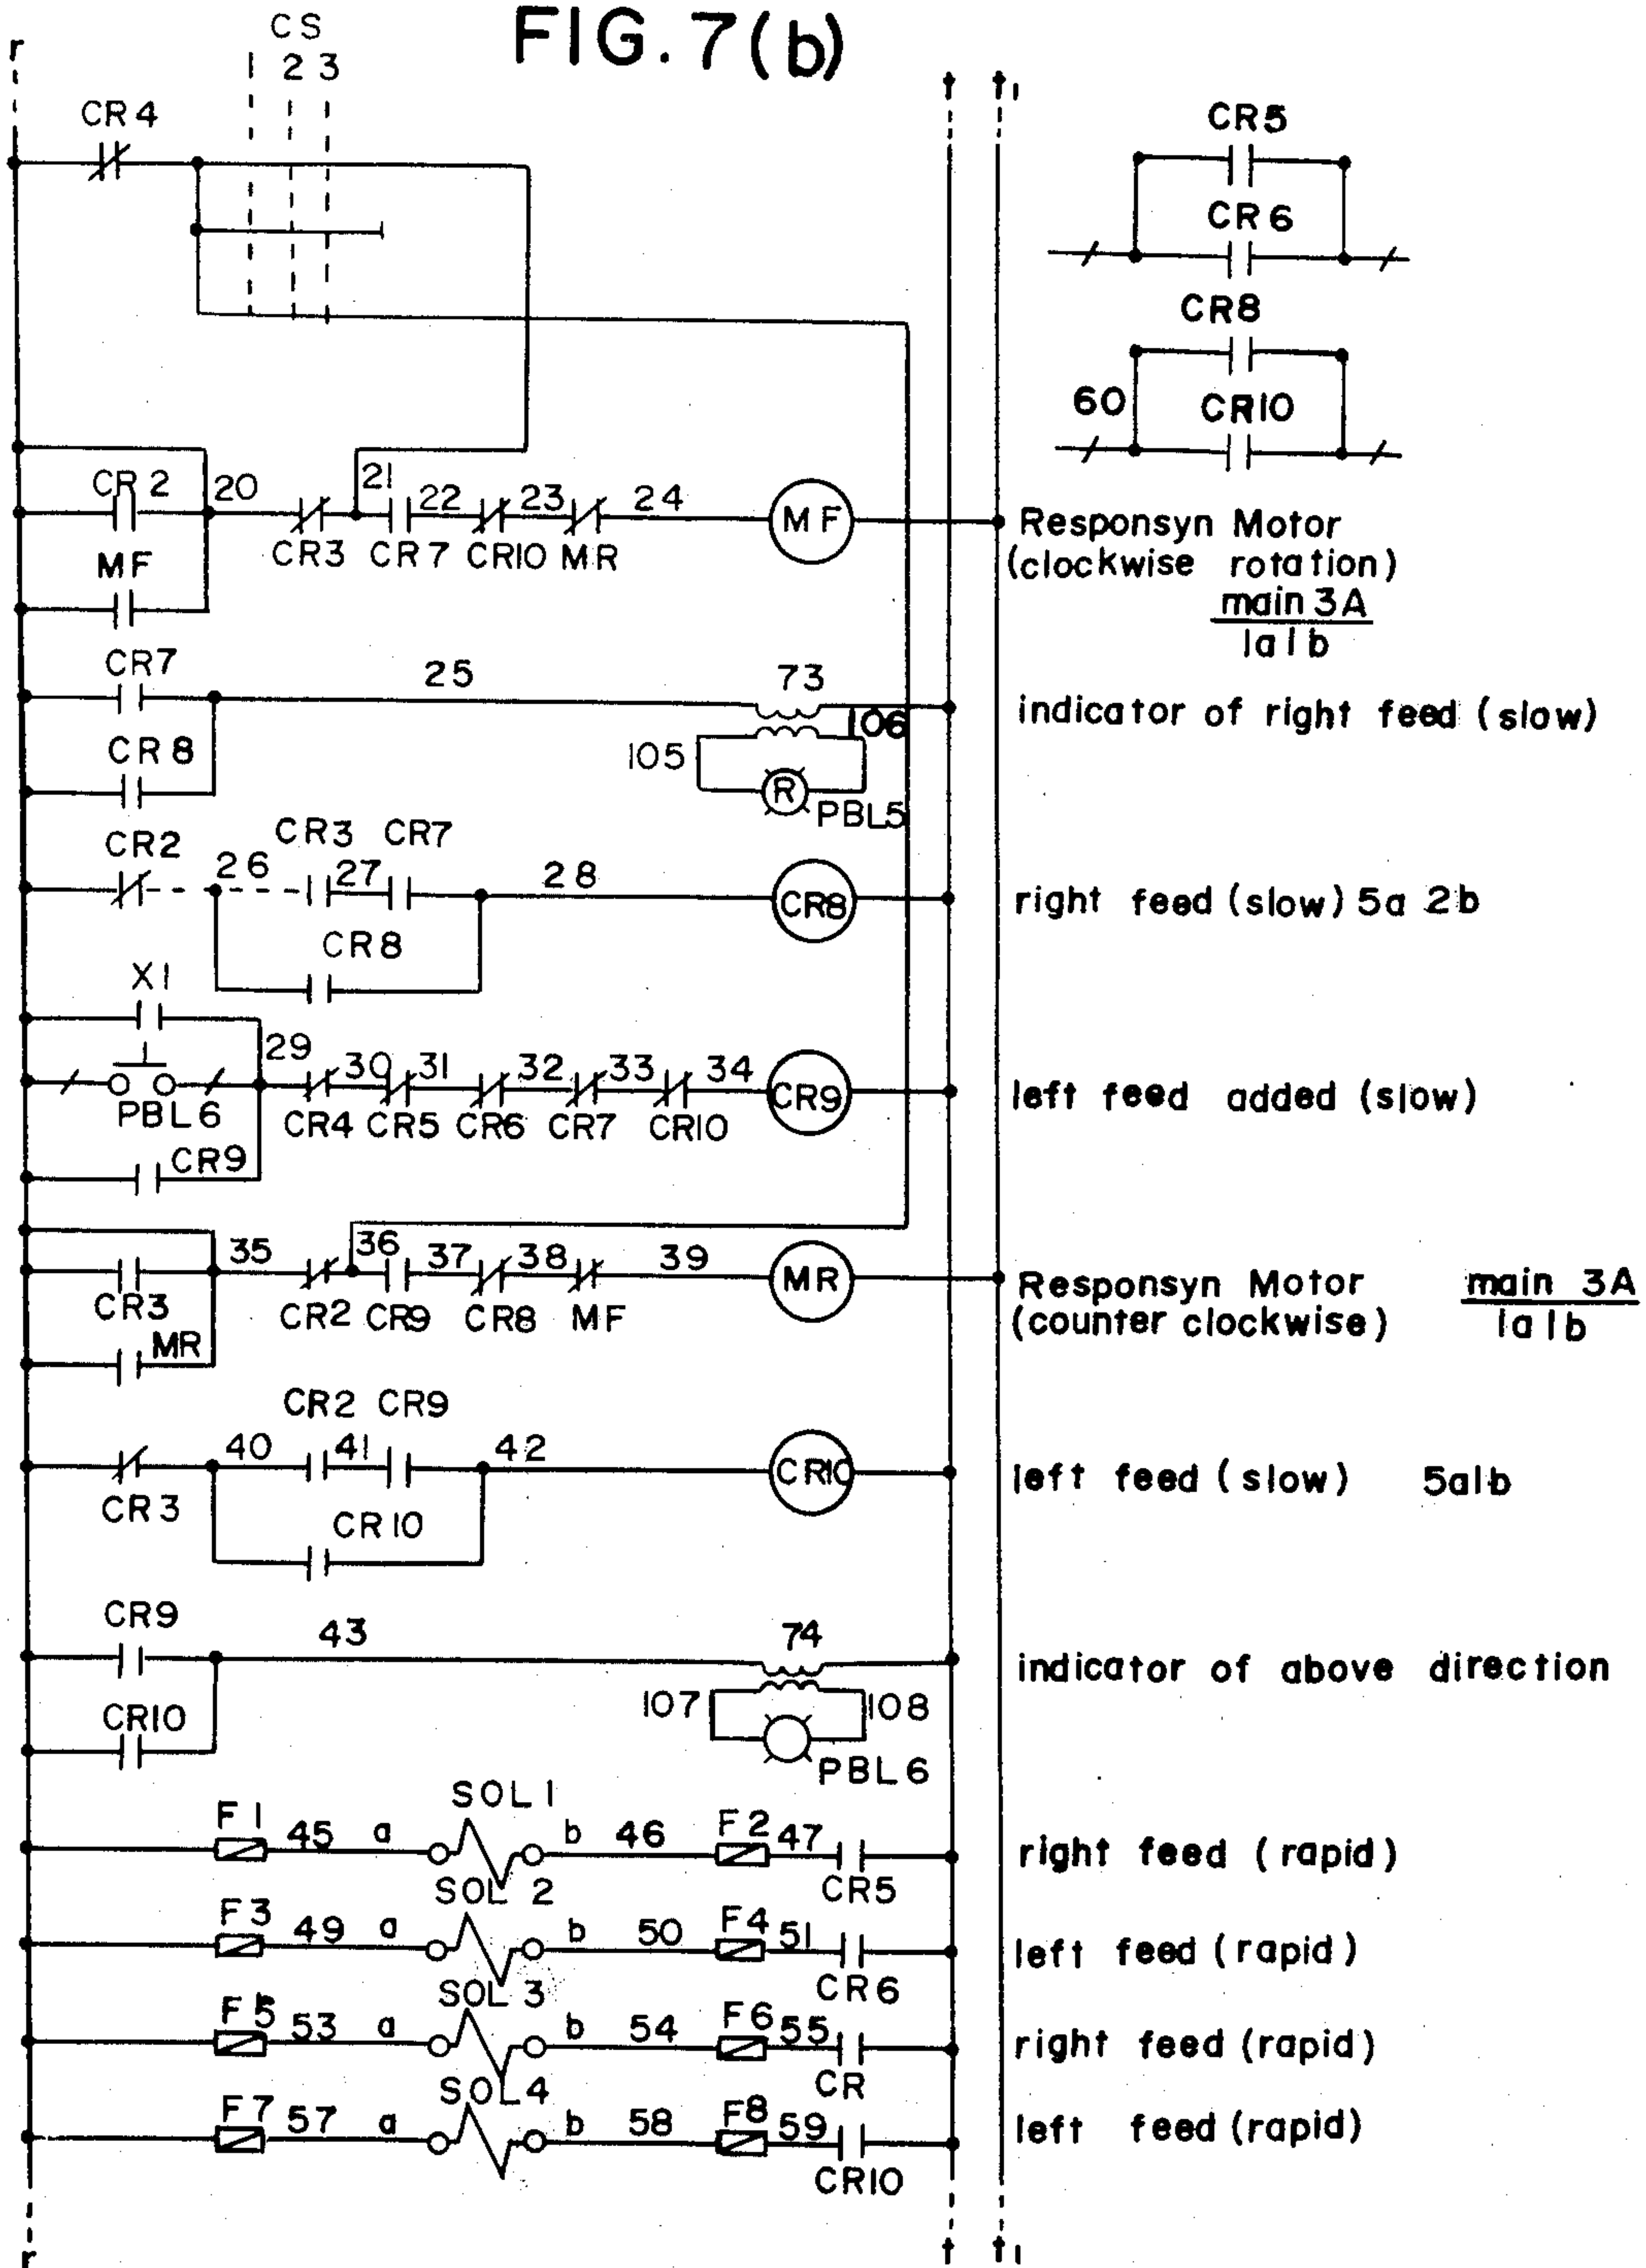 FIG. 7(b)
CS
2 3
r
t t1
CR4
CR5
CR6
CR8
60
CR10
CR2 20 21 22 23 24
CR3 CR7 CR10 MR
MF
MF
Responsyn Motor
(clockwise rotation)
main 3A
1a1b
CR7 25 73
CR8
105 106
R
PBL5
indicator of right feed (slow)
CR2 26 CR3 27 CR7 28
CR8
CR8
right feed (slow) 5a 2b
X1
29 30 31 32 33 34
PBL6 CR4 CR5 CR6 CR7 CR10
CR9
CR9
left feed added (slow)
35 36 37 38 39
CR3 CR2 CR9 CR8 MF
MR
MR
Responsyn Motor
(counter clockwise)
main 3A
1a1b
CR2 CR9
40 41 42
CR3
CR10
CR10
left feed (slow) 5a1b
CR9 43 74
CR10
107 108
PBL6
indicator of above direction
SOL1
F1 45 a b 46 F2 47
CR5
right feed (rapid)
SOL 2
F3 49 a b 50 F4 51
CR6
left feed (rapid)
SOL 3
F5 53 a b 54 F6 55
CR
right feed (rapid)
SOL4
F7 57 a b 58 F8 59
CR10
left feed (rapid)
r
t t1